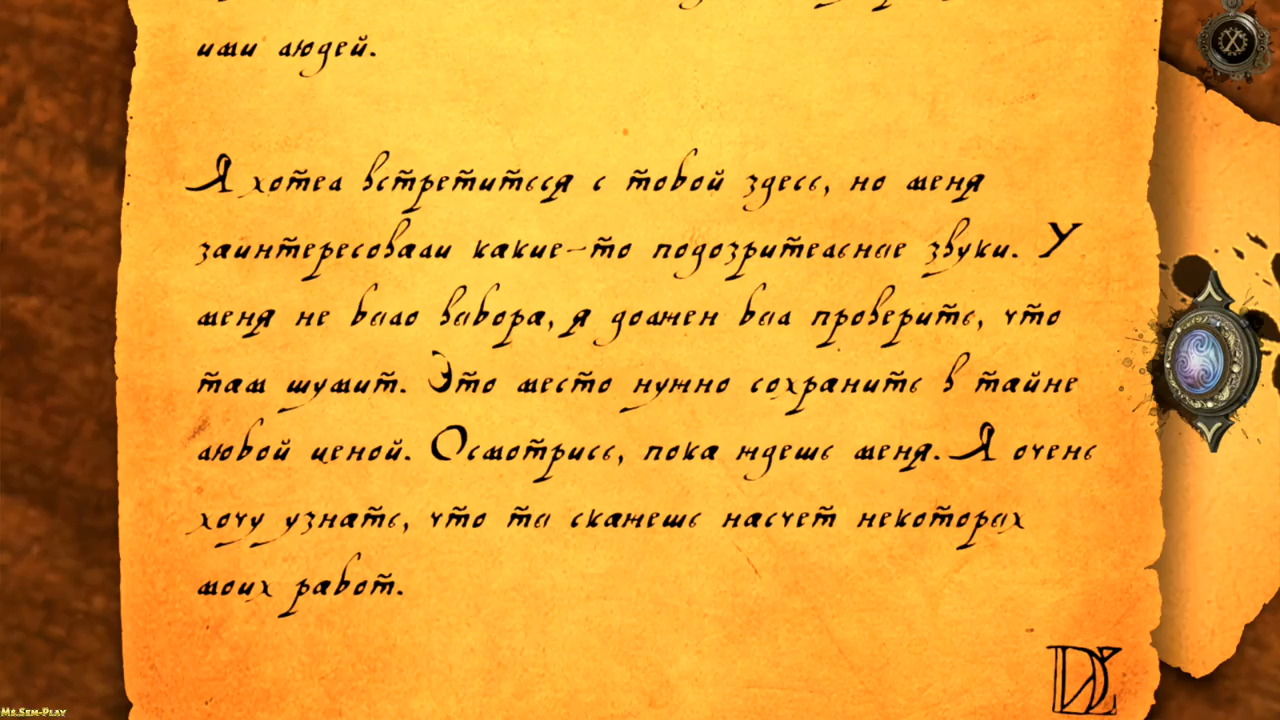 ими людей.
Я хотел встретиться с тобой здесь, но меня
заинтересовали какие-то подозрительные звуки. У
меня не было выбора, я должен был проверить, что
там шумит. Это место нужно сохранить в тайне
любой ценой. Осмотрись, пока ждешь меня. Я очень
хочу узнать, что ты скажешь насчет некоторых
моих работ.
Mr.Sem-Play